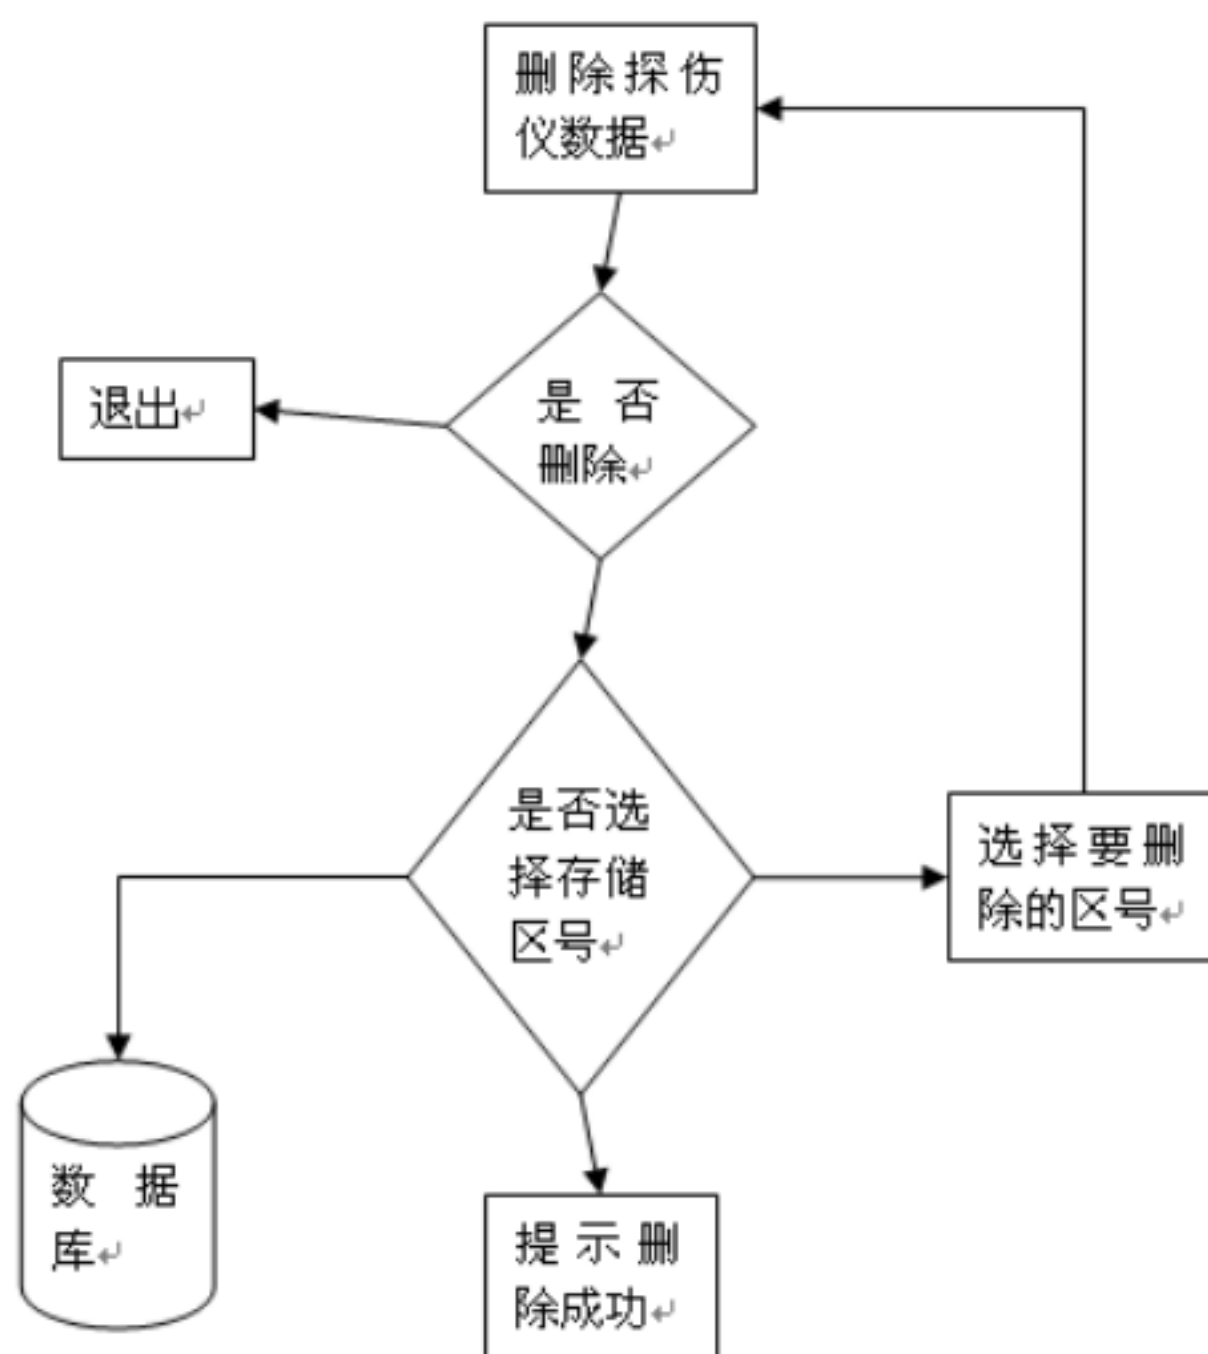 删除探伤
仪数据
退出
是否
删除
是否选
择存储
区号
选择要删
除的区号
数据
库
提示删
除成功